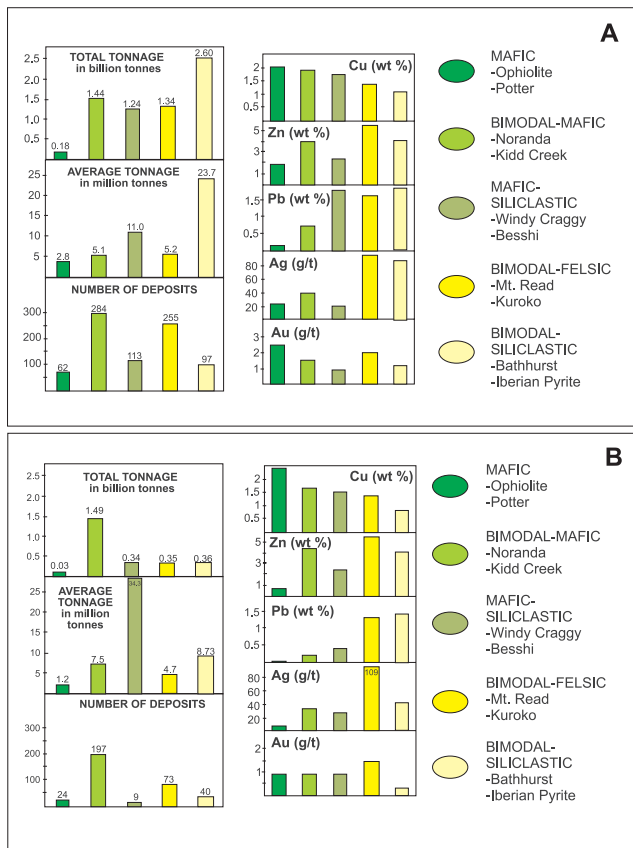 A
TOTAL TONNAGE
in billion tonnes
2.5
2.0
1.5
1.0
0.5
0.18
1.44
1.24
1.34
2.60
AVERAGE TONNAGE
in million tonnes
25
20
15
10
5
2.8
5.1
11.0
5.2
23.7
NUMBER OF DEPOSITS
300
200
100
62
284
113
255
97
Cu (wt %)
2
1.5
1
0.5
Zn (wt %)
5
3
1
Pb (wt %)
1,5
0,5
Ag (g/t)
80
60
40
20
Au (g/t)
2
1
MAFIC
-Ophiolite
-Potter
BIMODAL-MAFIC
-Noranda
-Kidd Creek
MAFIC-
SILICLASTIC
-Windy Craggy
-Besshi
BIMODAL-FELSIC
-Mt. Read
-Kuroko
BIMODAL-
SILICLASTIC
-Bathhurst
-Iberian Pyrite
B
TOTAL TONNAGE
in billion tonnes
2.5
2.0
1.5
1.0
0.5
0.03
1.49
0.34
0.35
0.36
AVERAGE
TONNAGE
in million
tonnes
25
20
15
10
5
1.2
7.5
34,3
4.7
8.73
NUMBER OF DEPOSITS
300
200
100
24
197
9
73
40
Cu (wt %)
2
1.5
1
0.5
Zn (wt %)
5
3
1
Pb (wt %)
1,5
0,5
Ag (g/t)
80
60
40
20
109
Au (g/t)
2
1
MAFIC
-Ophiolite
-Potter
BIMODAL-MAFIC
-Noranda
-Kidd Creek
MAFIC-
SILICLASTIC
-Windy Craggy
-Besshi
BIMODAL-FELSIC
-Mt. Read
-Kuroko
BIMODAL-
SILICLASTIC
-Bathhurst
-Iberian Pyrite